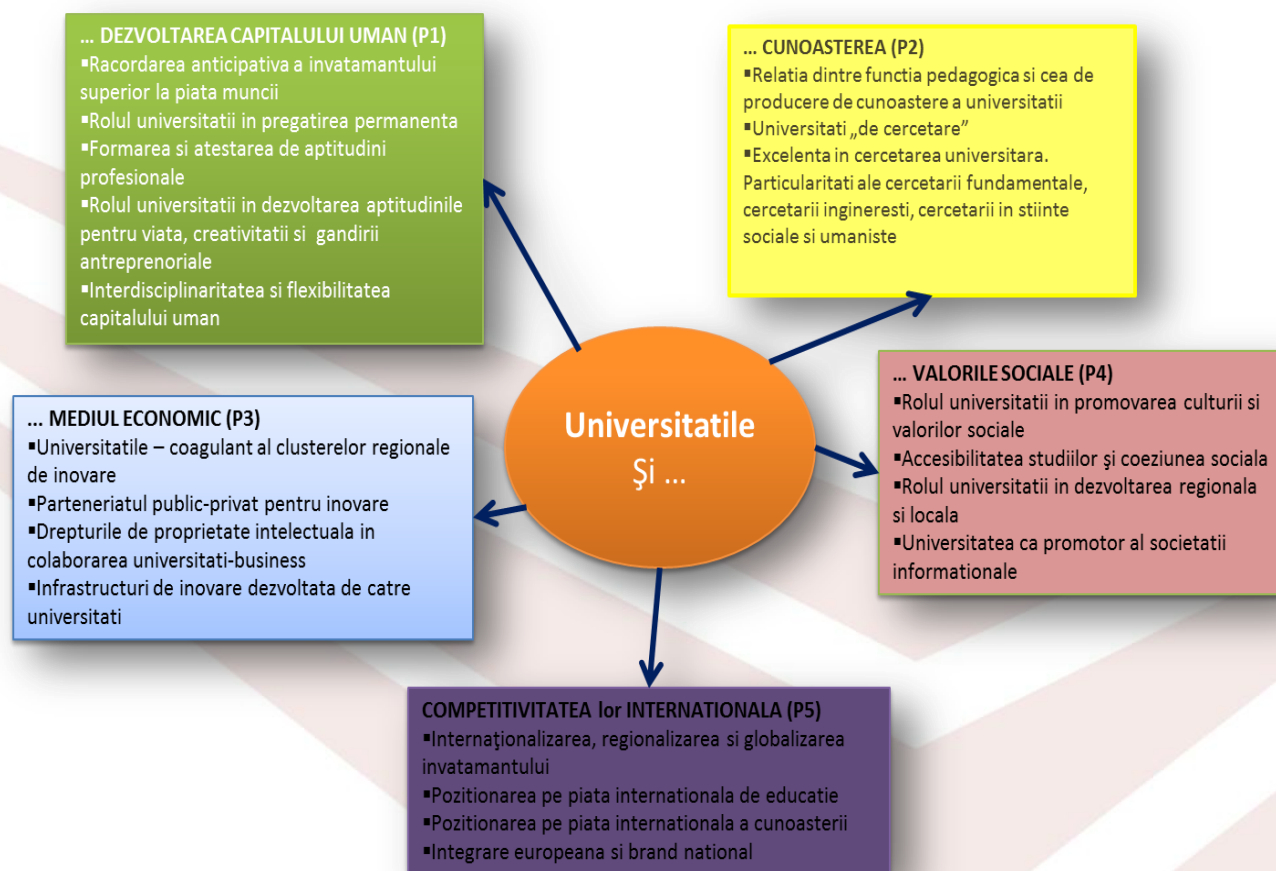 ... DEZVOLTAREA CAPITALULUI UMAN (P1)
▪Racordarea anticipativa a invatamantului
superior la piata muncii
▪Rolul universitatii in pregatirea permanenta
▪Formarea si atestarea de aptitudini
profesionale
▪Rolul universitatii in dezvoltarea aptitudinile
pentru viata, creativitatii si gandirii
antreprenoriale
▪Interdisciplinaritatea si flexibilitatea
capitalului uman
... CUNOASTEREA (P2)
▪Relatia dintre functia pedagogica si cea de
producere de cunoastere a universitatii
▪Universitati „de cercetare”
▪Excelenta in cercetarea universitara.
Particularitati ale cercetarii fundamentale,
cercetarii ingineresti, cercetarii in stiinte
sociale si umaniste
Universitatile
Şi ...
... MEDIUL ECONOMIC (P3)
▪Universitatile – coagulant al clusterelor regionale
de inovare
▪Parteneriatul public-privat pentru inovare
▪Drepturile de proprietate intelectuala in
colaborarea universitati-business
▪Infrastructuri de inovare dezvoltata de catre
universitati
... VALORILE SOCIALE (P4)
▪Rolul universitatii in promovarea culturii si
valorilor sociale
▪Accesibilitatea studiilor şi coeziunea sociala
▪Rolul universitatii in dezvoltarea regionala
si locala
▪Universitatea ca promotor al societatii
informationale
COMPETITIVITATEA lor INTERNATIONALA (P5)
▪Internaţionalizarea, regionalizarea si globalizarea
invatamantului
▪Pozitionarea pe piata internationala de educatie
▪Pozitionarea pe piata internationala a cunoasterii
▪Integrare europeana si brand national